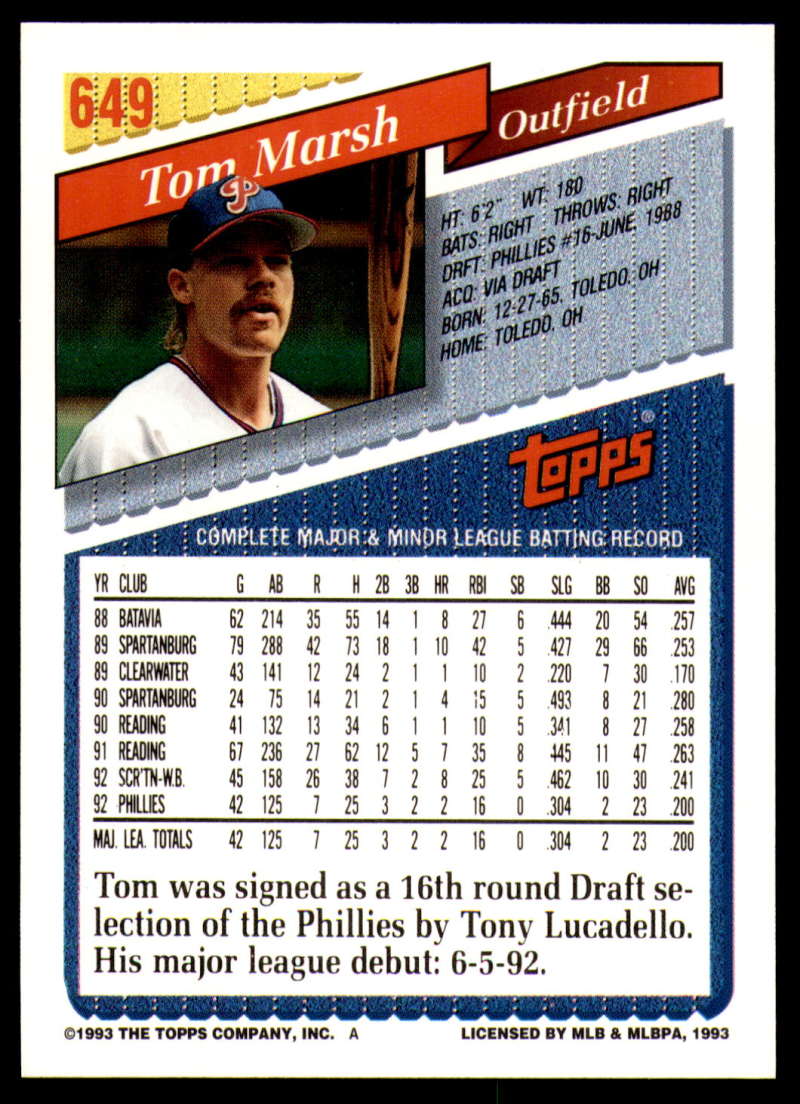 649
Tom Marsh
Outfield
HT: 6'2" WT: 180
BATS: RIGHT THROWS: RIGHT
DRFT: PHILLIES #16-JUNE, 1988
ACQ: VIA DRAFT
BORN: 12-27-65, TOLEDO, OH
HOME: TOLEDO, OH
P
TOPPS®
COMPLETE MAJOR & MINOR LEAGUE BATTING RECORD
YR CLUB G AB R H 2B 3B HR RBI SB SLG BB SO AVG
88 BATAVIA 62 214 35 55 14 1 8 27 6 .444 20 54 .257
89 SPARTANBURG 79 288 42 73 18 1 10 42 5 .427 29 66 .253
89 CLEARWATER 43 141 12 24 2 1 1 10 2 .220 7 30 .170
90 SPARTANBURG 24 75 14 21 2 1 4 15 5 .493 8 21 .280
90 READING 41 132 13 34 6 1 1 10 5 .341 8 27 .258
91 READING 67 236 27 62 12 5 7 35 8 .445 11 47 .263
92 SCR'TN-W.B. 45 158 26 38 7 2 8 25 5 .462 10 30 .241
92 PHILLIES 42 125 7 25 3 2 2 16 0 .304 2 23 .200
MAJ. LEA. TOTALS 42 125 7 25 3 2 2 16 0 .304 2 23 .200
Tom was signed as a 16th round Draft se-
lection of the Phillies by Tony Lucadello.
His major league debut: 6-5-92.
©1993 THE TOPPS COMPANY, INC. A LICENSED BY MLB & MLBPA, 1993